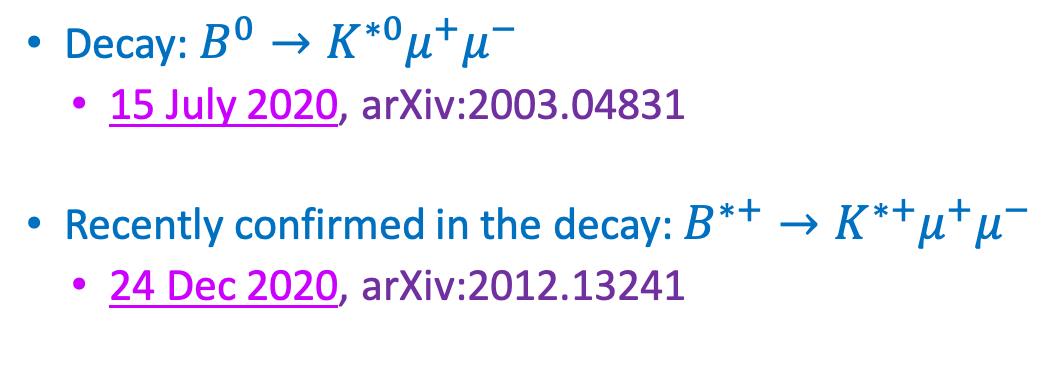 • Decay: B⁰ → K*⁰μ⁺μ⁻
• 15 July 2020, arXiv:2003.04831
• Recently confirmed in the decay: B*⁺ → K*⁺μ⁺μ⁻
• 24 Dec 2020, arXiv:2012.13241